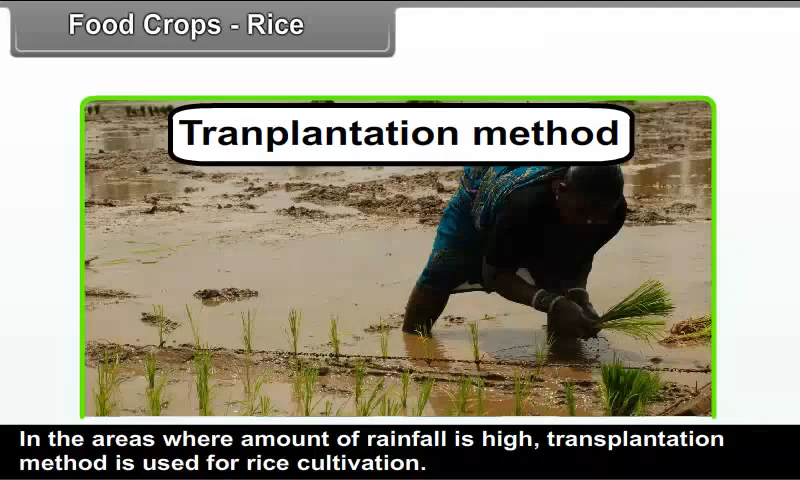 Food Crops - Rice
Tranplantation method
In the areas where amount of rainfall is high, transplantation
method is used for rice cultivation.